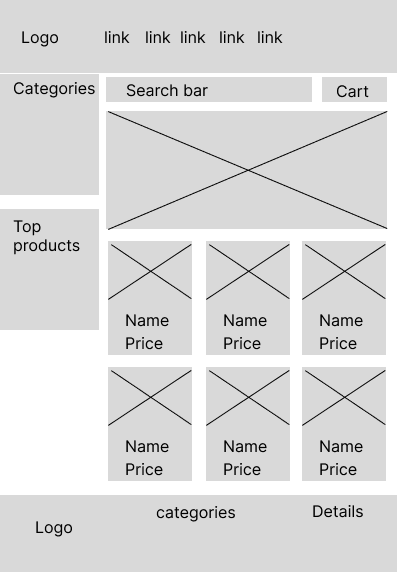 Logo
link link link link link
Categories
Search bar
Cart
Top
products
Name
Price
Name
Price
Name
Price
Name
Price
Name
Price
Name
Price
Logo
categories
Details